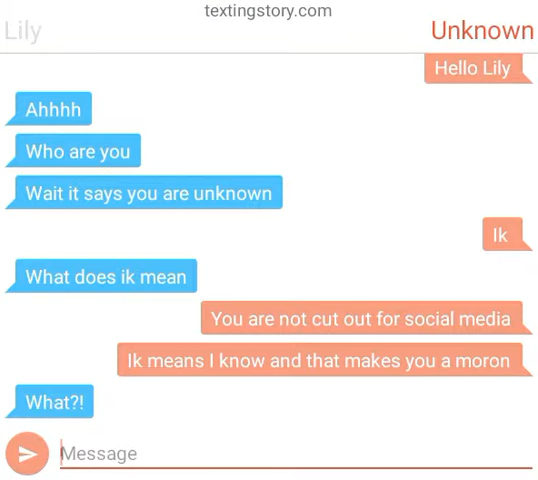 textingstory.com
Lily
Unknown
Hello Lily
Ahhhh
Who are you
Wait it says you are unknown
Ik
What does ik mean
You are not cut out for social media
Ik means I know and that makes you a moron
What?!
Message